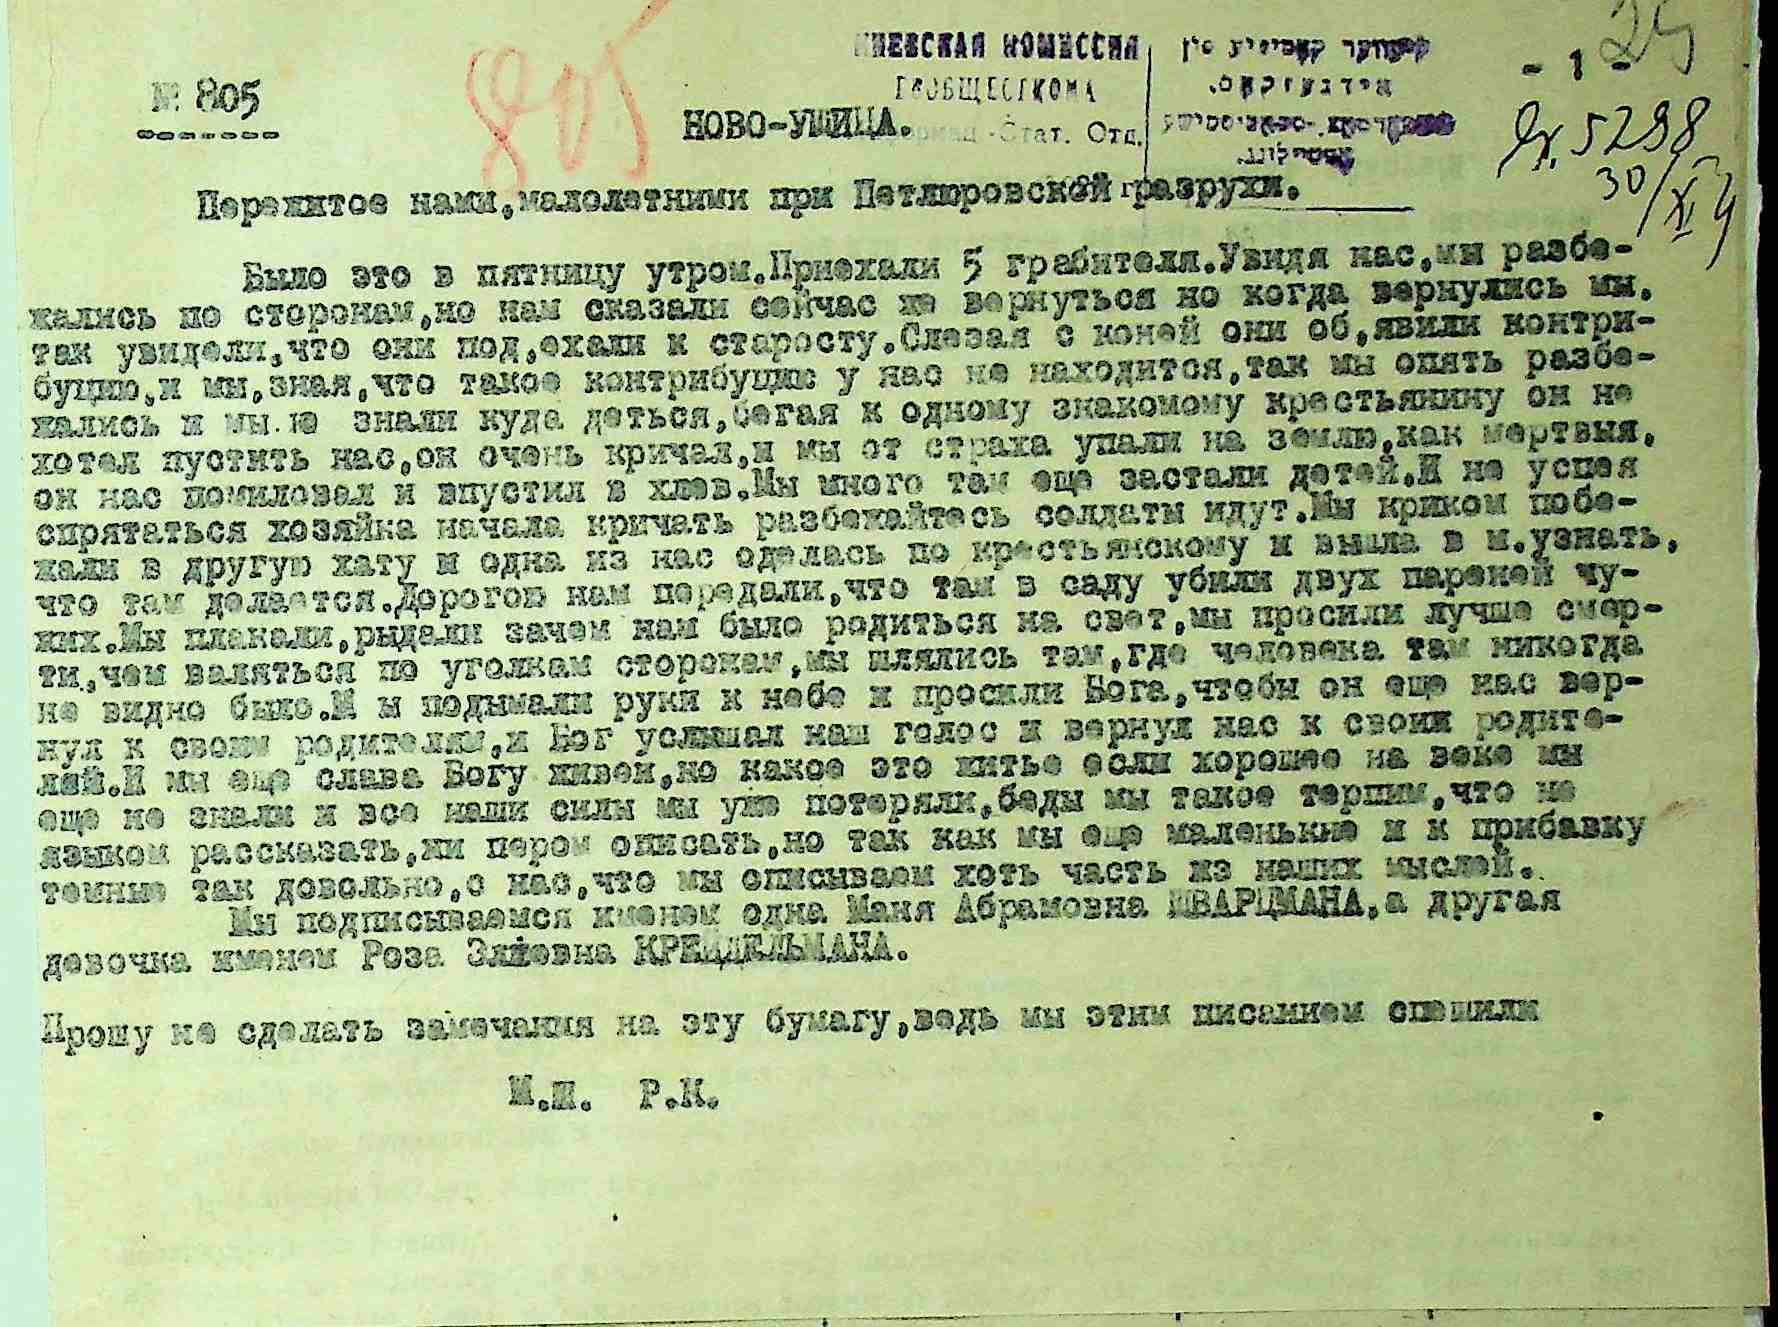 25
КИЕВСКАЯ КОМИССИЯ
- 1 -
№ 805
805
ЕВОБЩЕСТКОМА
НОВО-УШИЦА.
-Стат. Отд.
5298
30/XI
Пережитое нами,малолетними при Петлюровской разрухи.
Было это в пятницу утром.Приехали 5 грабителя.Увидя нас,мы разбе-
жались по сторонам,но нам сказали сейчас же вернуться но когда вернулись мы,
так увидели,что они под,ехали к старосту.Слезая с коней они об,явили контри-
буцию,и мы,зная,что такое контрибуции у нас не находится,так мы опять разбе-
жались и мы не знали куда деться,бегая к одному знакомому крестьянину он не
хотел пустить нас,он очень кричал,и мы от страха упали на землю,как мертвыя,
он нас помиловал и впустил в хлев.Мы много там еще застали детей.И не успея
спрятаться хозяйка начала кричать разбежайтесь солдаты идут.Мы криком побе-
жали в другую хату и одна из нас оделась по крестьянскому и вышла в м.узнать,
что там делается.Дорогою нам передали,что там в саду убили двух пареней чу-
жих.Мы плакали,рыдали зачем нам было родиться на свет,мы просили лучше смер-
ти,чем валяться по уголкам сторонам,мы шлялись там,где человека там никогда
не видно было.М ы подымали руки к небе и просили Бога,чтобы он еще нас вер-
нул к своим родителям,и Бог услышал наш голос и вернул нас к своим родите-
лей.И мы еще слава Богу живем,но какое это житье если хорошее на веке мы
еще не знали и все наши силы мы уже потеряли,беды мы такое терпим,что не
языком рассказать,ни пером описать,но так как мы еще маленькие и к прибавку
темные так довольно,с нас,что мы описываем хоть часть из наших мыслей.
Мы подписываемся именем одна Маня Абрамовна ШВАРЦМАНА,а другая
девочка именем Роза Элиевна КРЕЙДЕЛЬМАНА.
Прошу не сделать замечания на эту бумагу,ведь мы этим писанием спешили
М.Ш. Р.К.